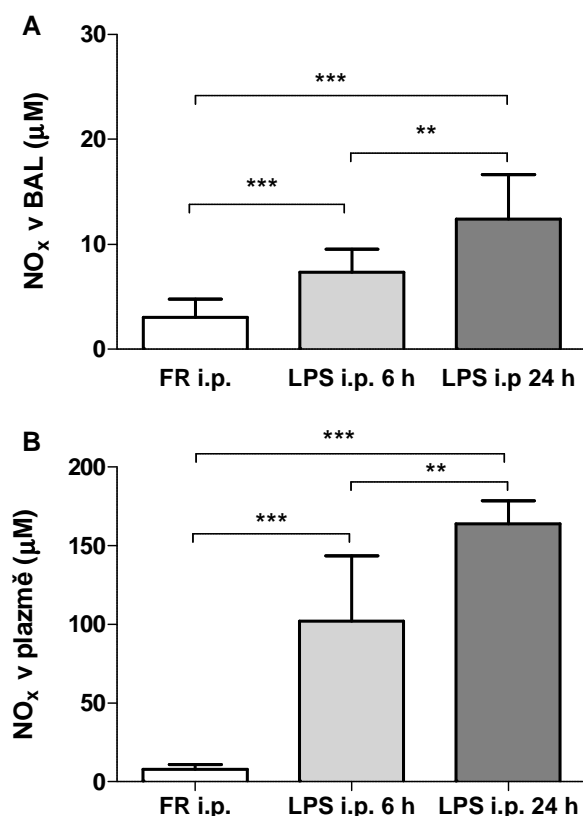 A
NOx v BAL (μM)
30
20
10
0
***
**
***
FR i.p.
LPS i.p. 6 h
LPS i.p 24 h
B
NOx v plazmě (μM)
200
150
100
50
0
***
**
***
FR i.p.
LPS i.p. 6 h
LPS i.p. 24 h